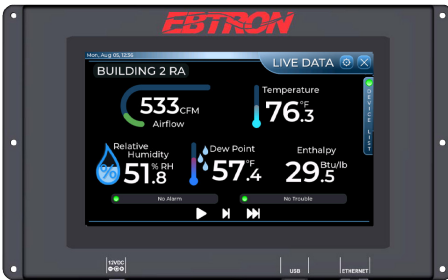 EBTRON
Mon, Aug 05, 12:36
LIVE DATA
BUILDING 2 RA
533 CFM
Airflow
Temperature
76.3 °F
DEVICE LIST
Relative
Humidity
%
51.8 % RH
Dew Point
57.4 °F
Enthalpy
29.5 Btu/lb
No Alarm
No Trouble
12VDC
USB
ETHERNET